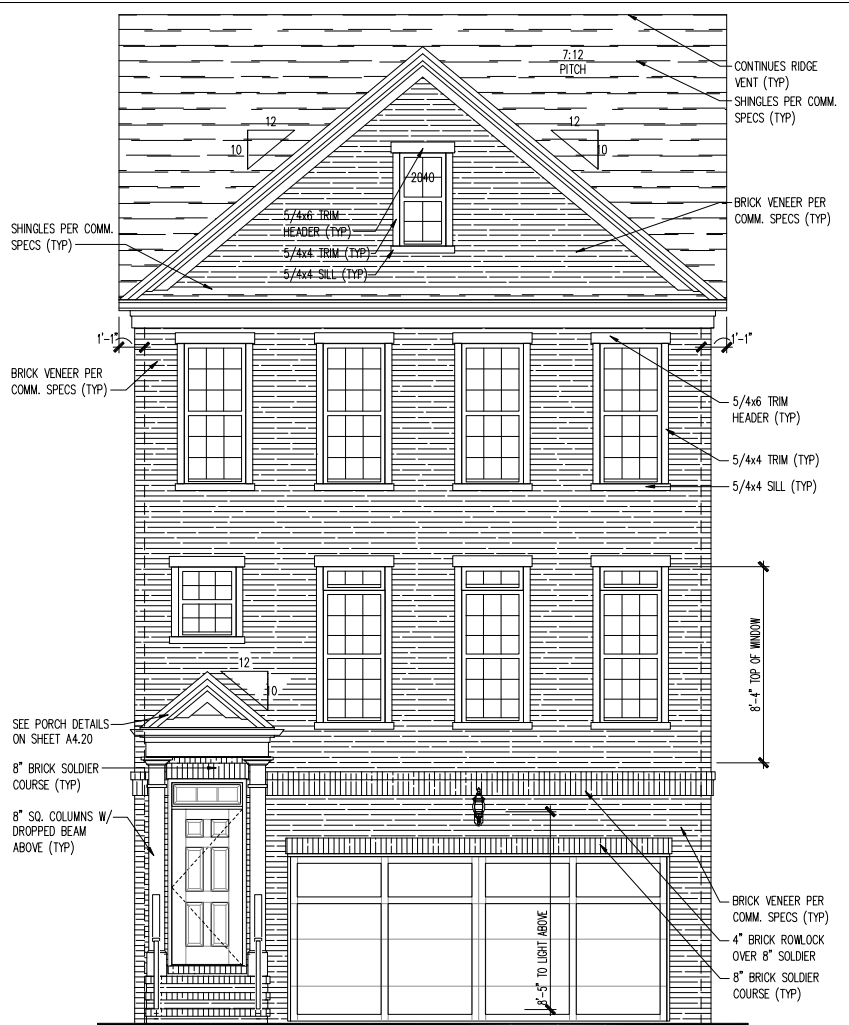 7:12
PITCH
CONTINUES RIDGE
VENT (TYP)
SHINGLES PER COMM.
SPECS (TYP)
12
10
12
10
2040
5/4x6 TRIM
HEADER (TYP)
5/4x4 TRIM (TYP)
5/4x4 SILL (TYP)
BRICK VENEER PER
COMM. SPECS (TYP)
SHINGLES PER COMM.
SPECS (TYP)
1'-1"
1'-1"
BRICK VENEER PER
COMM. SPECS (TYP)
5/4x6 TRIM
HEADER (TYP)
5/4x4 TRIM (TYP)
5/4x4 SILL (TYP)
8'-4" TOP OF WINDOW
12
10
SEE PORCH DETAILS
ON SHEET A4.20
8" BRICK SOLDIER
COURSE (TYP)
8" SQ. COLUMNS W/
DROPPED BEAM
ABOVE (TYP)
8'-5" TO LIGHT ABOVE
BRICK VENEER PER
COMM. SPECS (TYP)
4" BRICK ROWLOCK
OVER 8" SOLDIER
8" BRICK SOLDIER
COURSE (TYP)